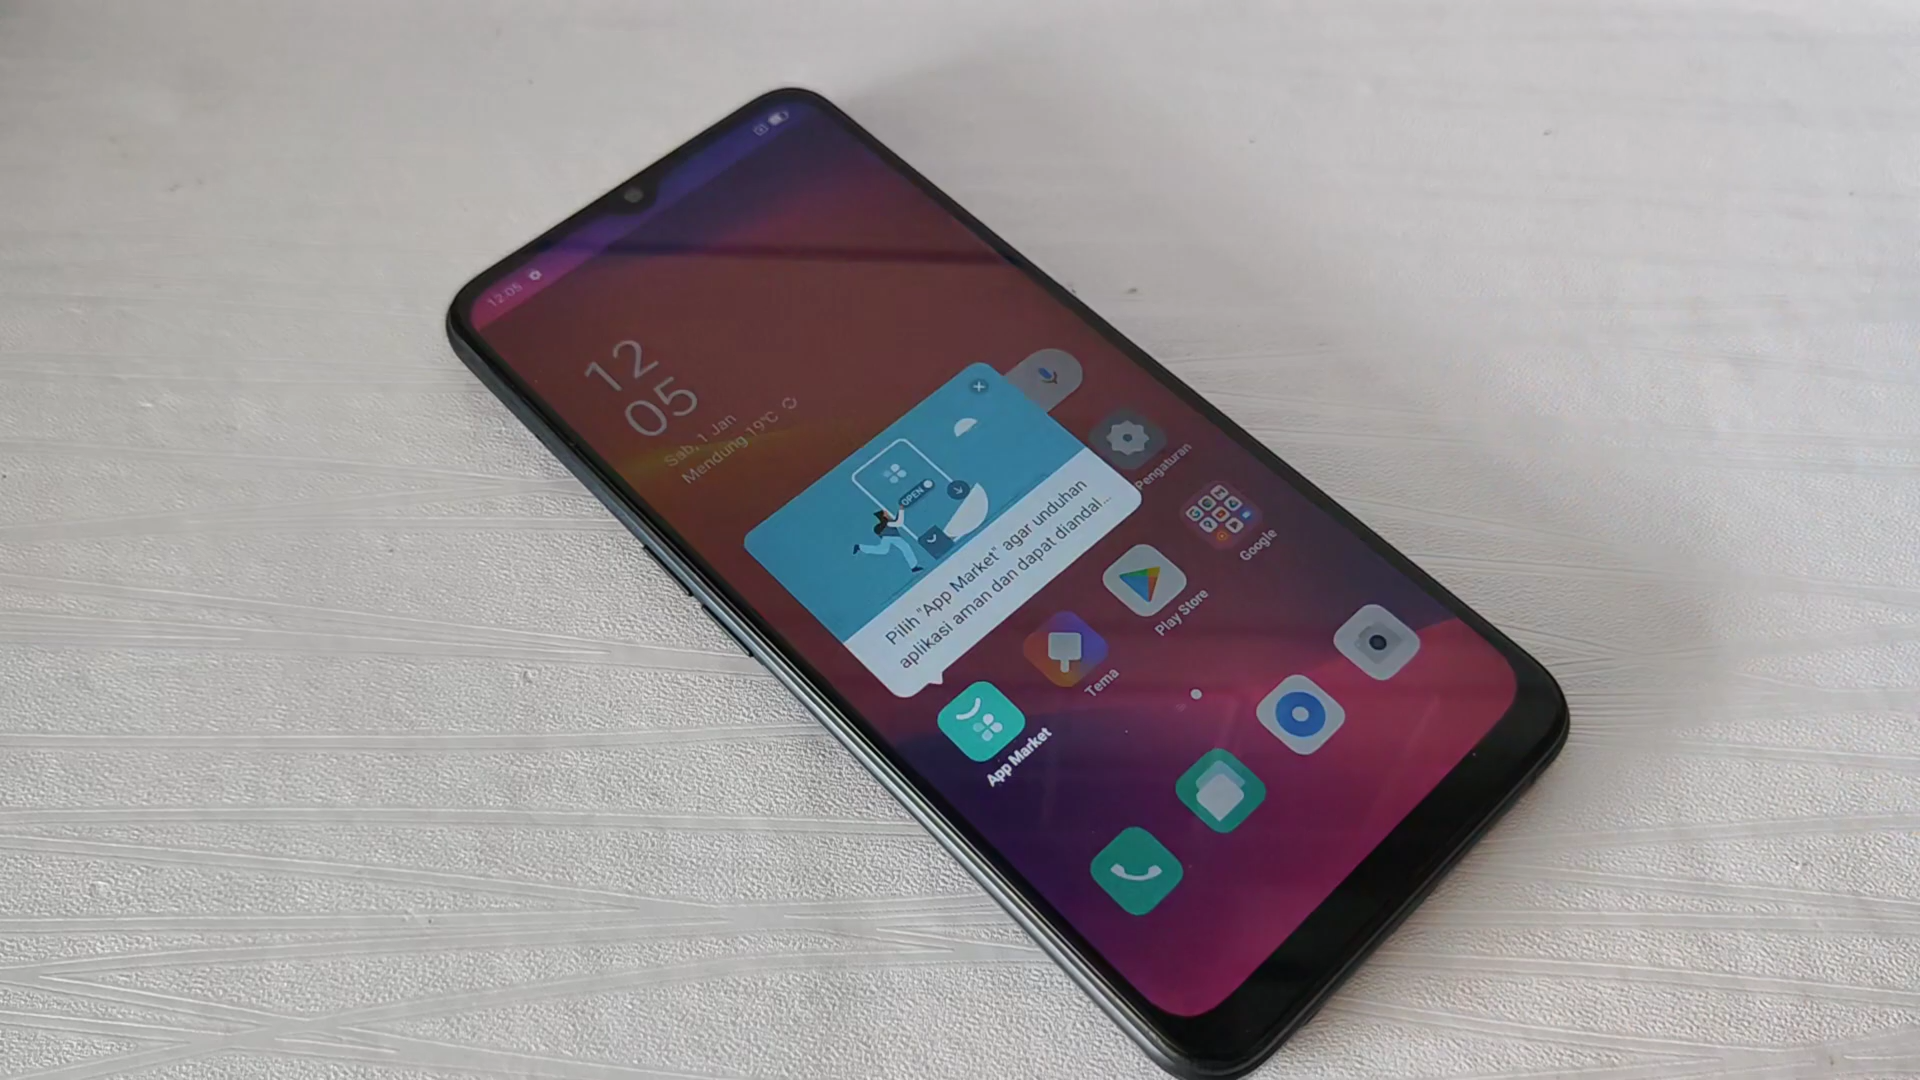 12:05
12
05
Sab, 1 Jan
Mendung 19°C
OPEN
Pilih "App Market" agar unduhan
aplikasi aman dan dapat diandal...
Pengaturan
Google
Play Store
Tema
App Market